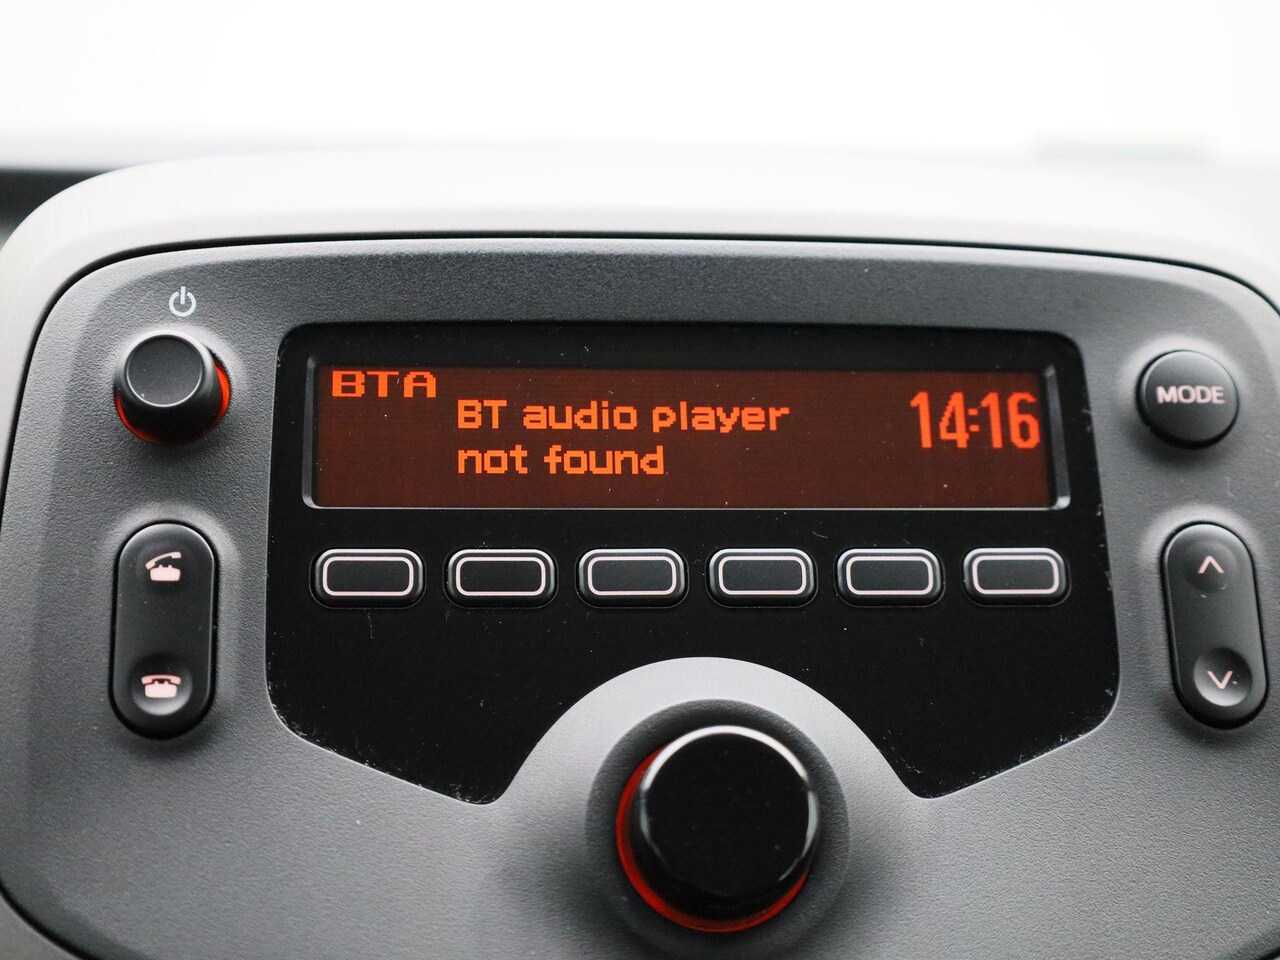 BTA
BT audio player
not found
14:16
MODE